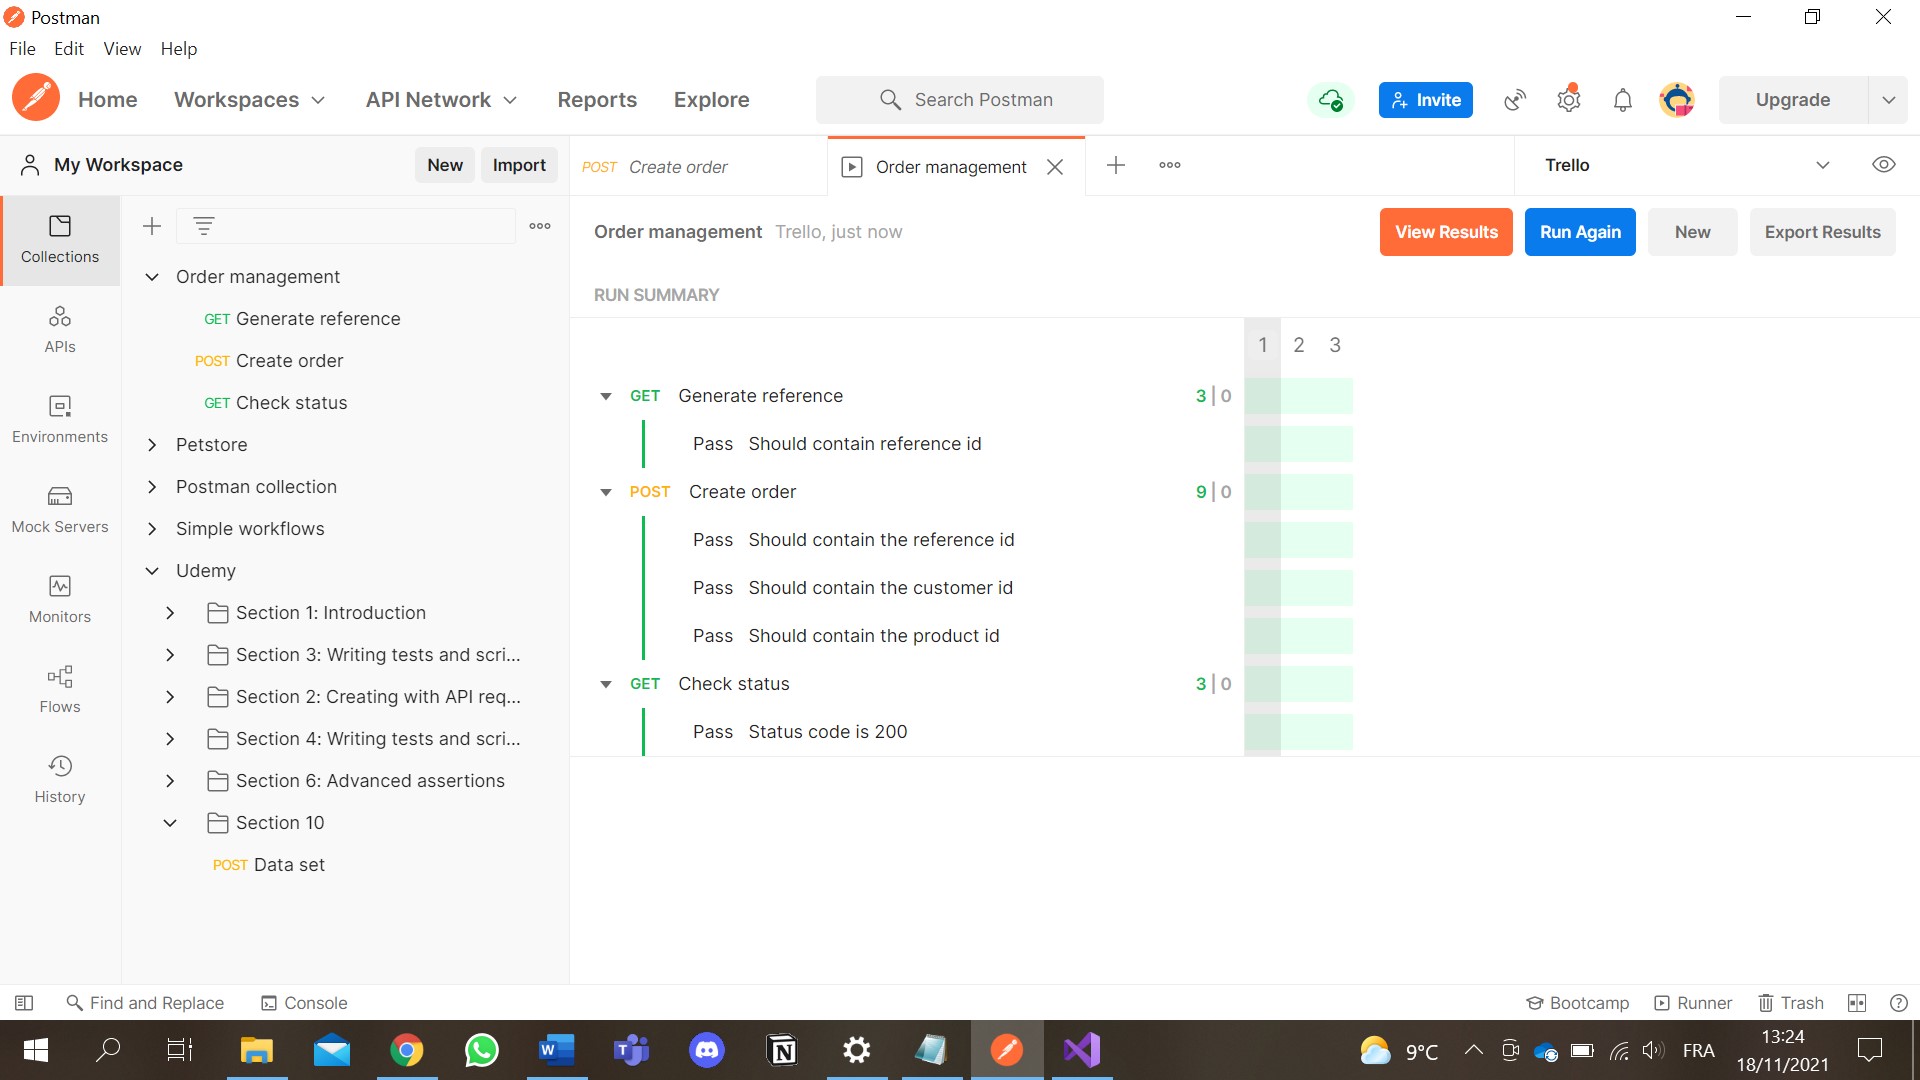 Postman
File Edit View Help
Home Workspaces API Network Reports Explore Search Postman Invite Upgrade
My Workspace New Import
POST Create order Order management Trello
Collections
APIs
Environments
Mock Servers
Monitors
Flows
History
Order management
GET Generate reference
POST Create order
GET Check status
Petstore
Postman collection
Simple workflows
Udemy
Section 1: Introduction
Section 3: Writing tests and scri...
Section 2: Creating with API req...
Section 4: Writing tests and scri...
Section 6: Advanced assertions
Section 10
POST Data set
Order management Trello, just now View Results Run Again New Export Results
RUN SUMMARY
1 2 3
GET Generate reference 3 | 0
Pass Should contain reference id
POST Create order 9 | 0
Pass Should contain the reference id
Pass Should contain the customer id
Pass Should contain the product id
GET Check status 3 | 0
Pass Status code is 200
Find and Replace Console Bootcamp Runner Trash
9°C FRA 13:24
18/11/2021